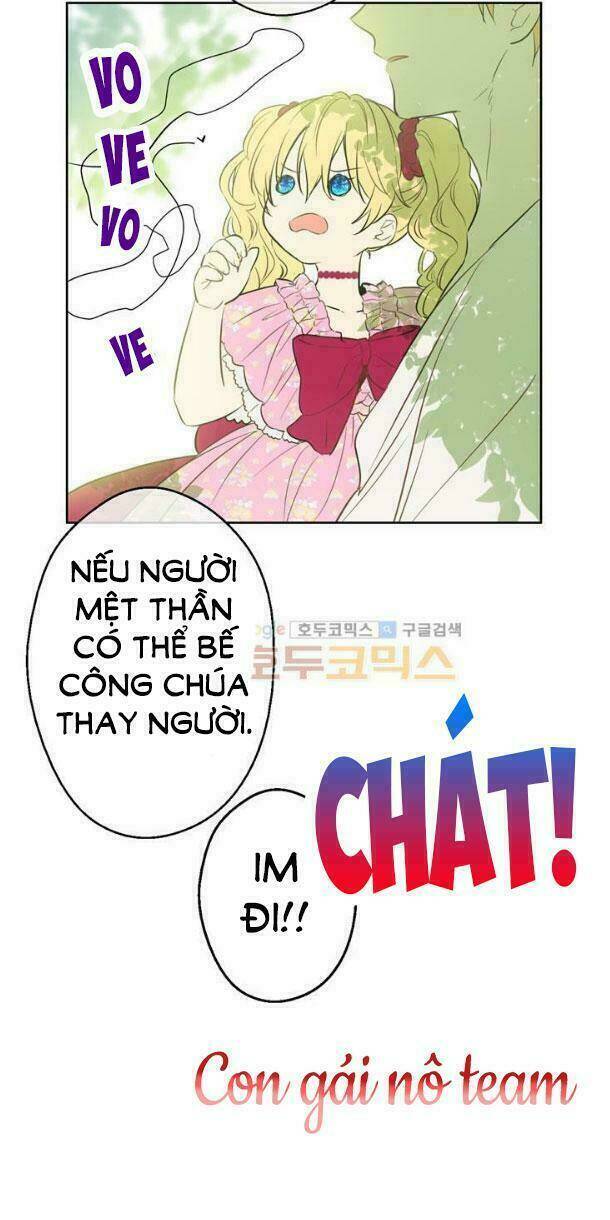 VO
VE
VO
VE
NẾU NGƯỜI
MỆT THẦN
CÓ THỂ BẾ
CÔNG CHÚA
THAY NGƯỜI.
gle 호두코믹스 구글검색
호두코믹스
CHÁT!
IM
ĐI!!
Con gái nô team